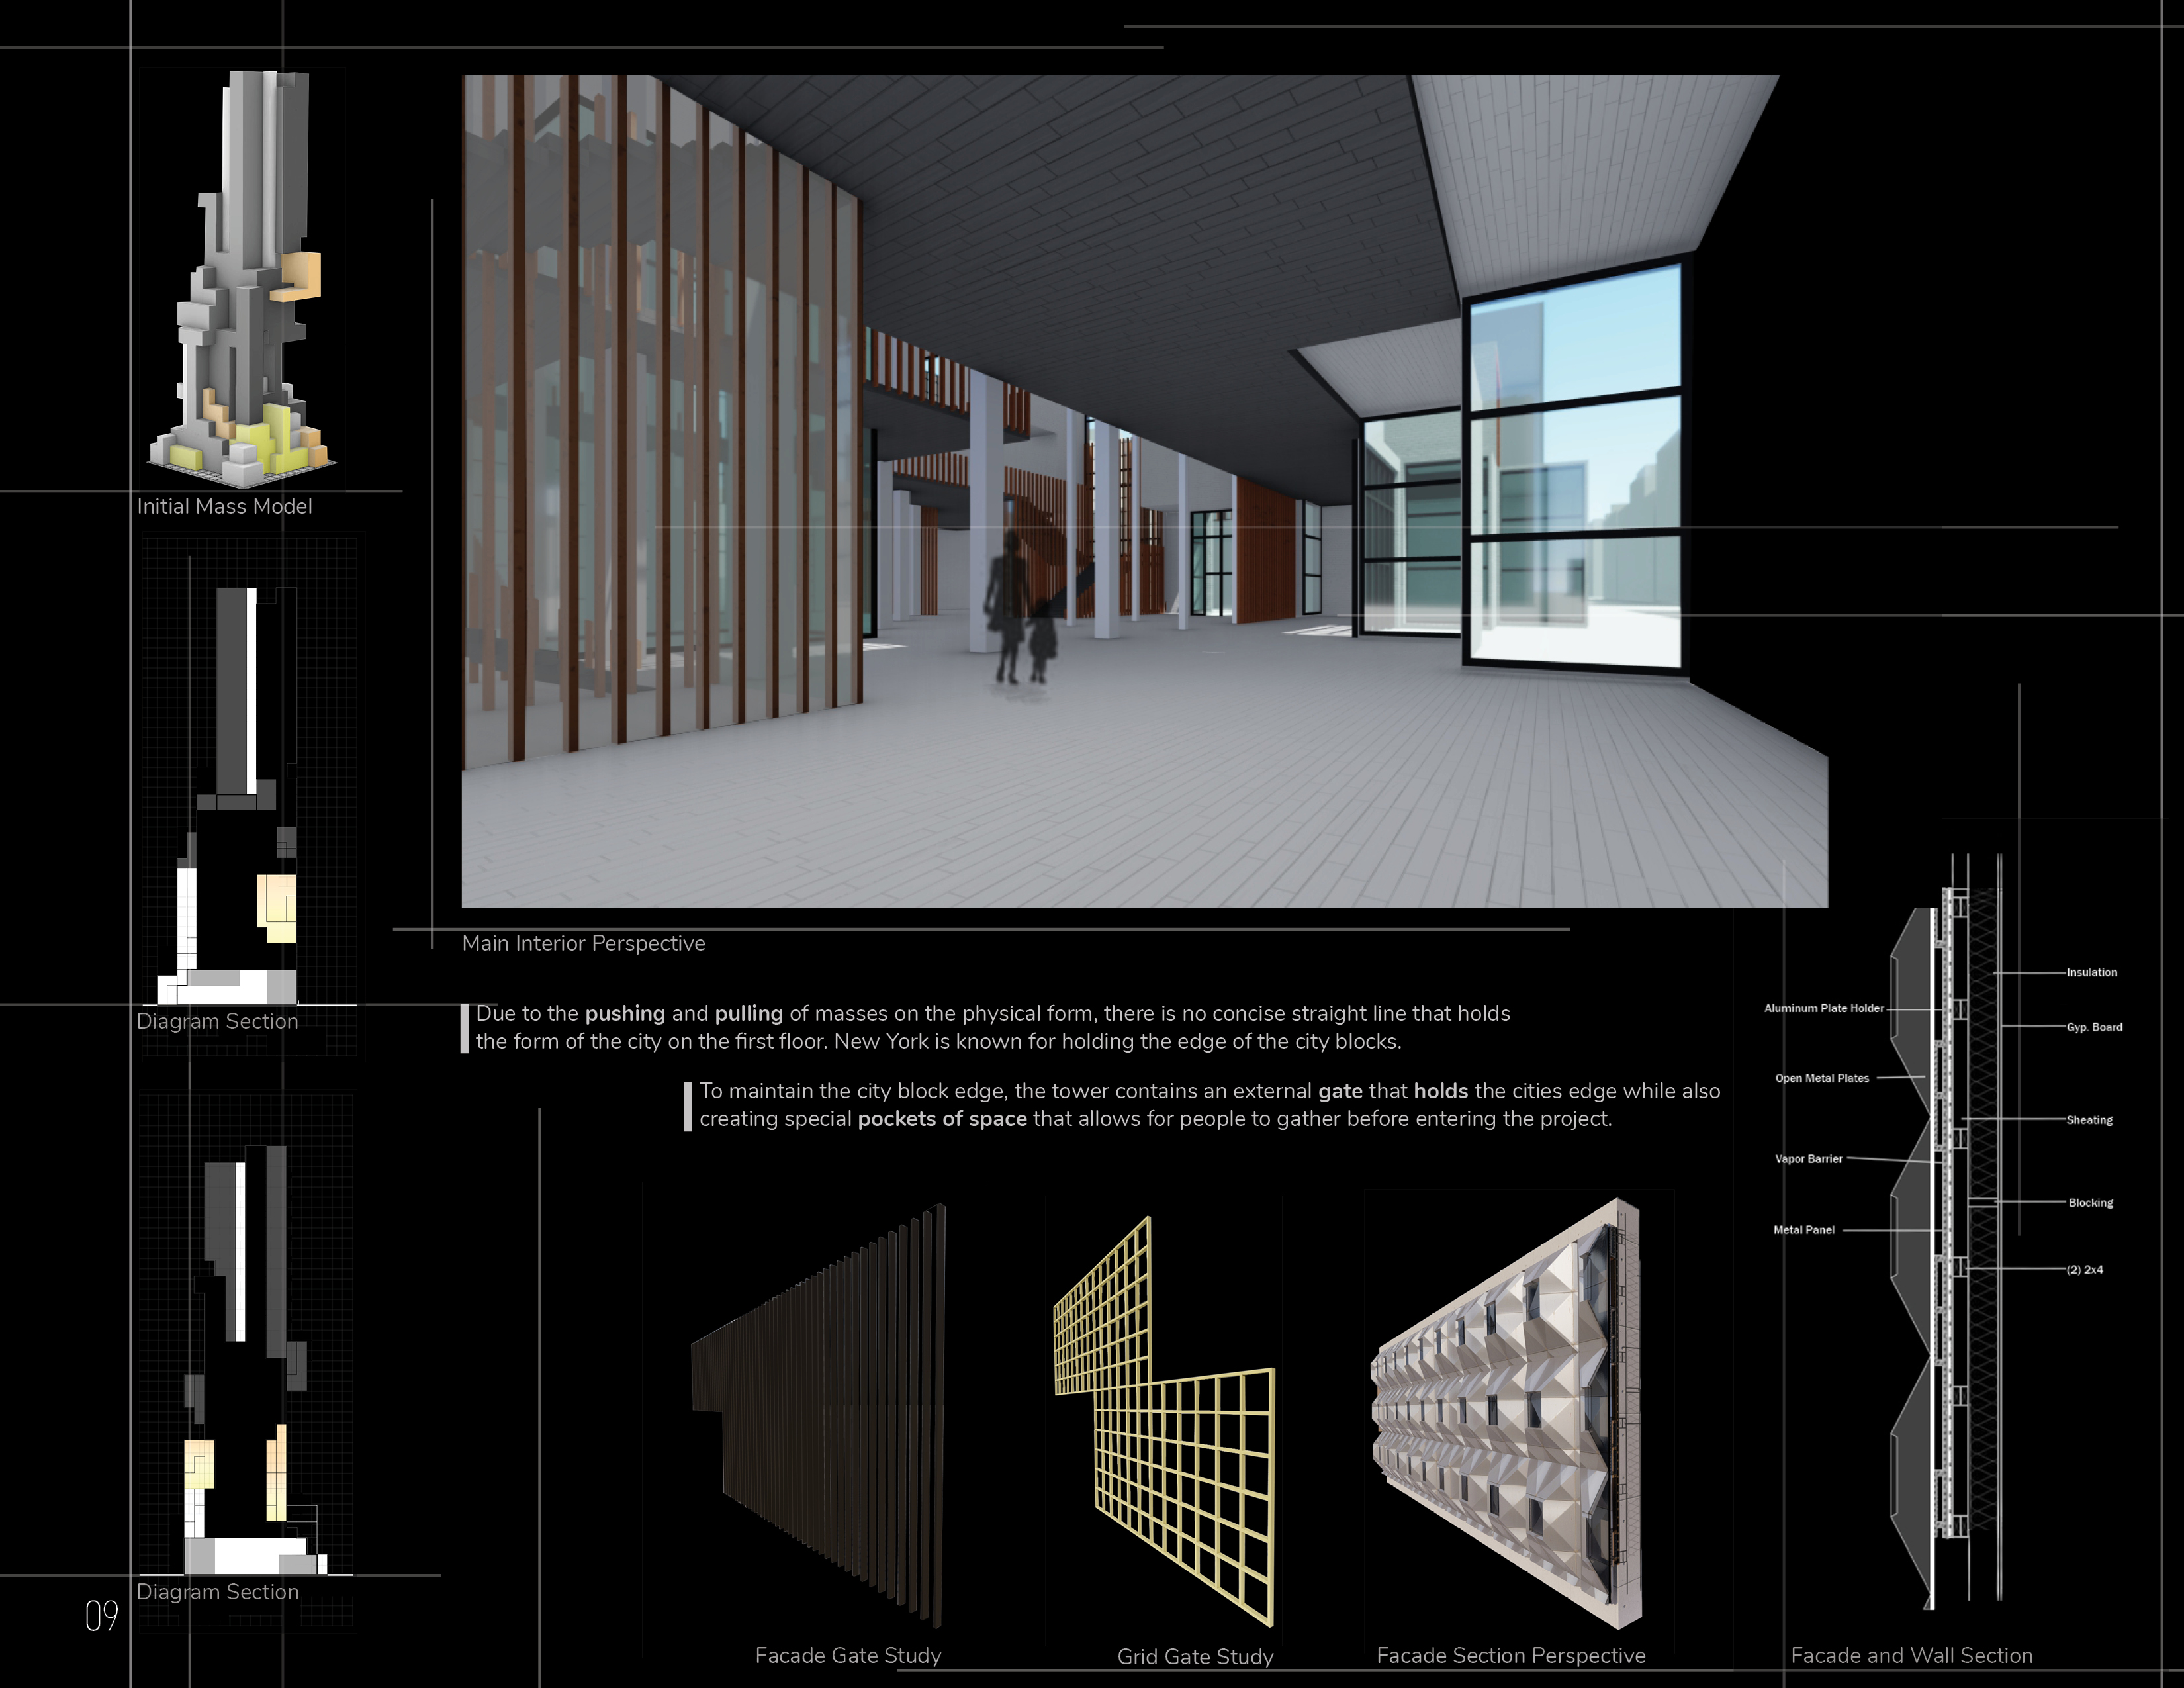 Initial Mass Model
Diagram Section
Diagram Section
09
Main Interior Perspective
Due to the pushing and pulling of masses on the physical form, there is no concise straight line that holds
the form of the city on the first floor. New York is known for holding the edge of the city blocks.
To maintain the city block edge, the tower contains an external gate that holds the cities edge while also
creating special pockets of space that allows for people to gather before entering the project.
Facade Gate Study
Grid Gate Study
Facade Section Perspective
Insulation
Aluminum Plate Holder
Gyp. Board
Open Metal Plates
Sheating
Vapor Barrier
Blocking
Metal Panel
(2) 2x4
Facade and Wall Section